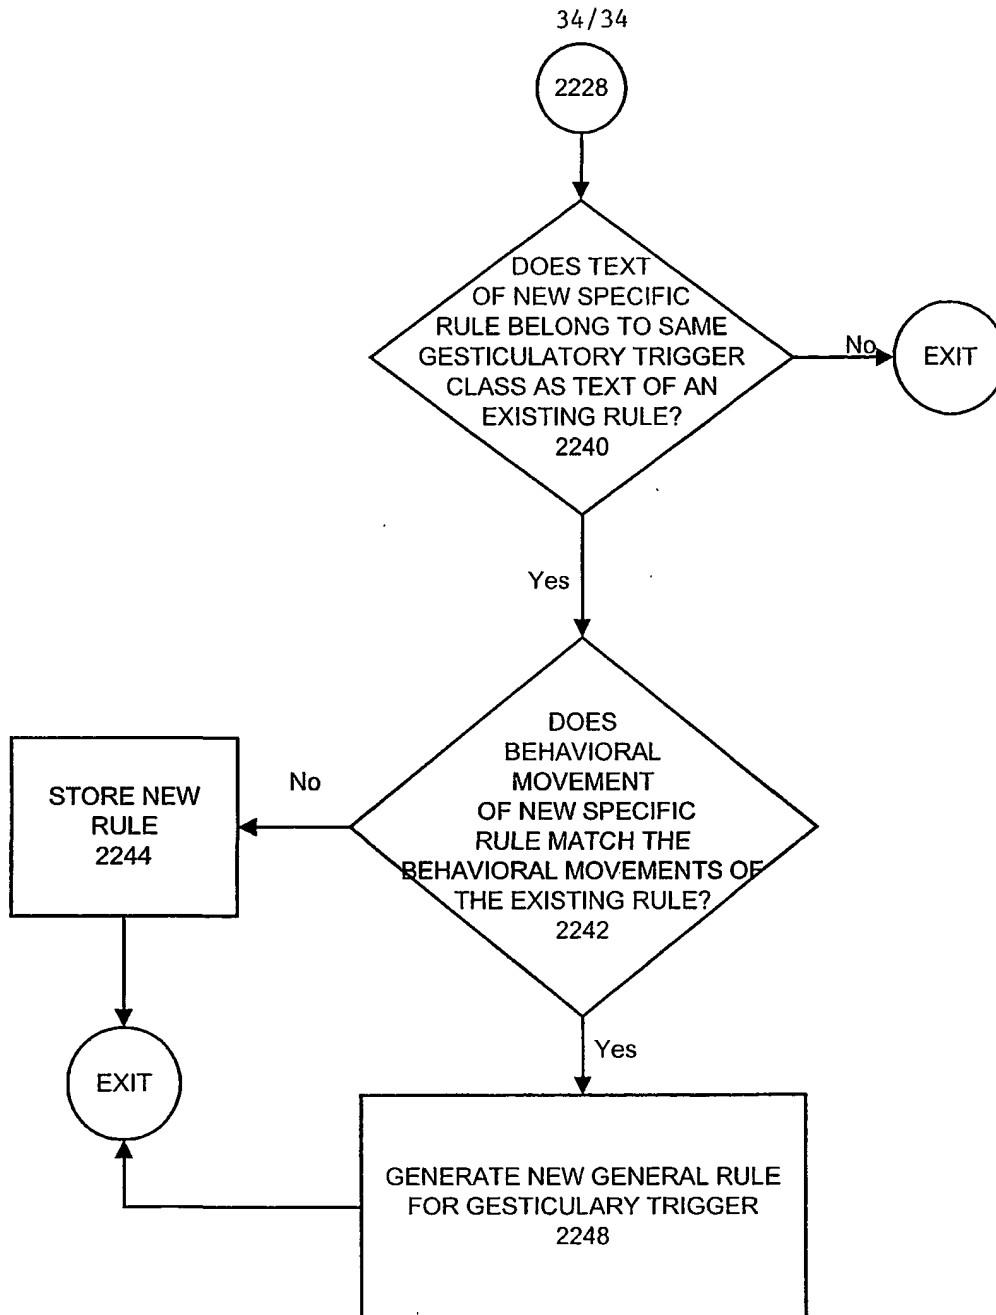 34/34
2228
DOES TEXT
OF NEW SPECIFIC
RULE BELONG TO SAME
GESTICULATORY TRIGGER
CLASS AS TEXT OF AN
EXISTING RULE?
2240
No
EXIT
Yes
DOES
BEHAVIORAL
MOVEMENT
OF NEW SPECIFIC
RULE MATCH THE
BEHAVIORAL MOVEMENTS OF
THE EXISTING RULE?
2242
No
STORE NEW
RULE
2244
EXIT
Yes
GENERATE NEW GENERAL RULE
FOR GESTICULARY TRIGGER
2248